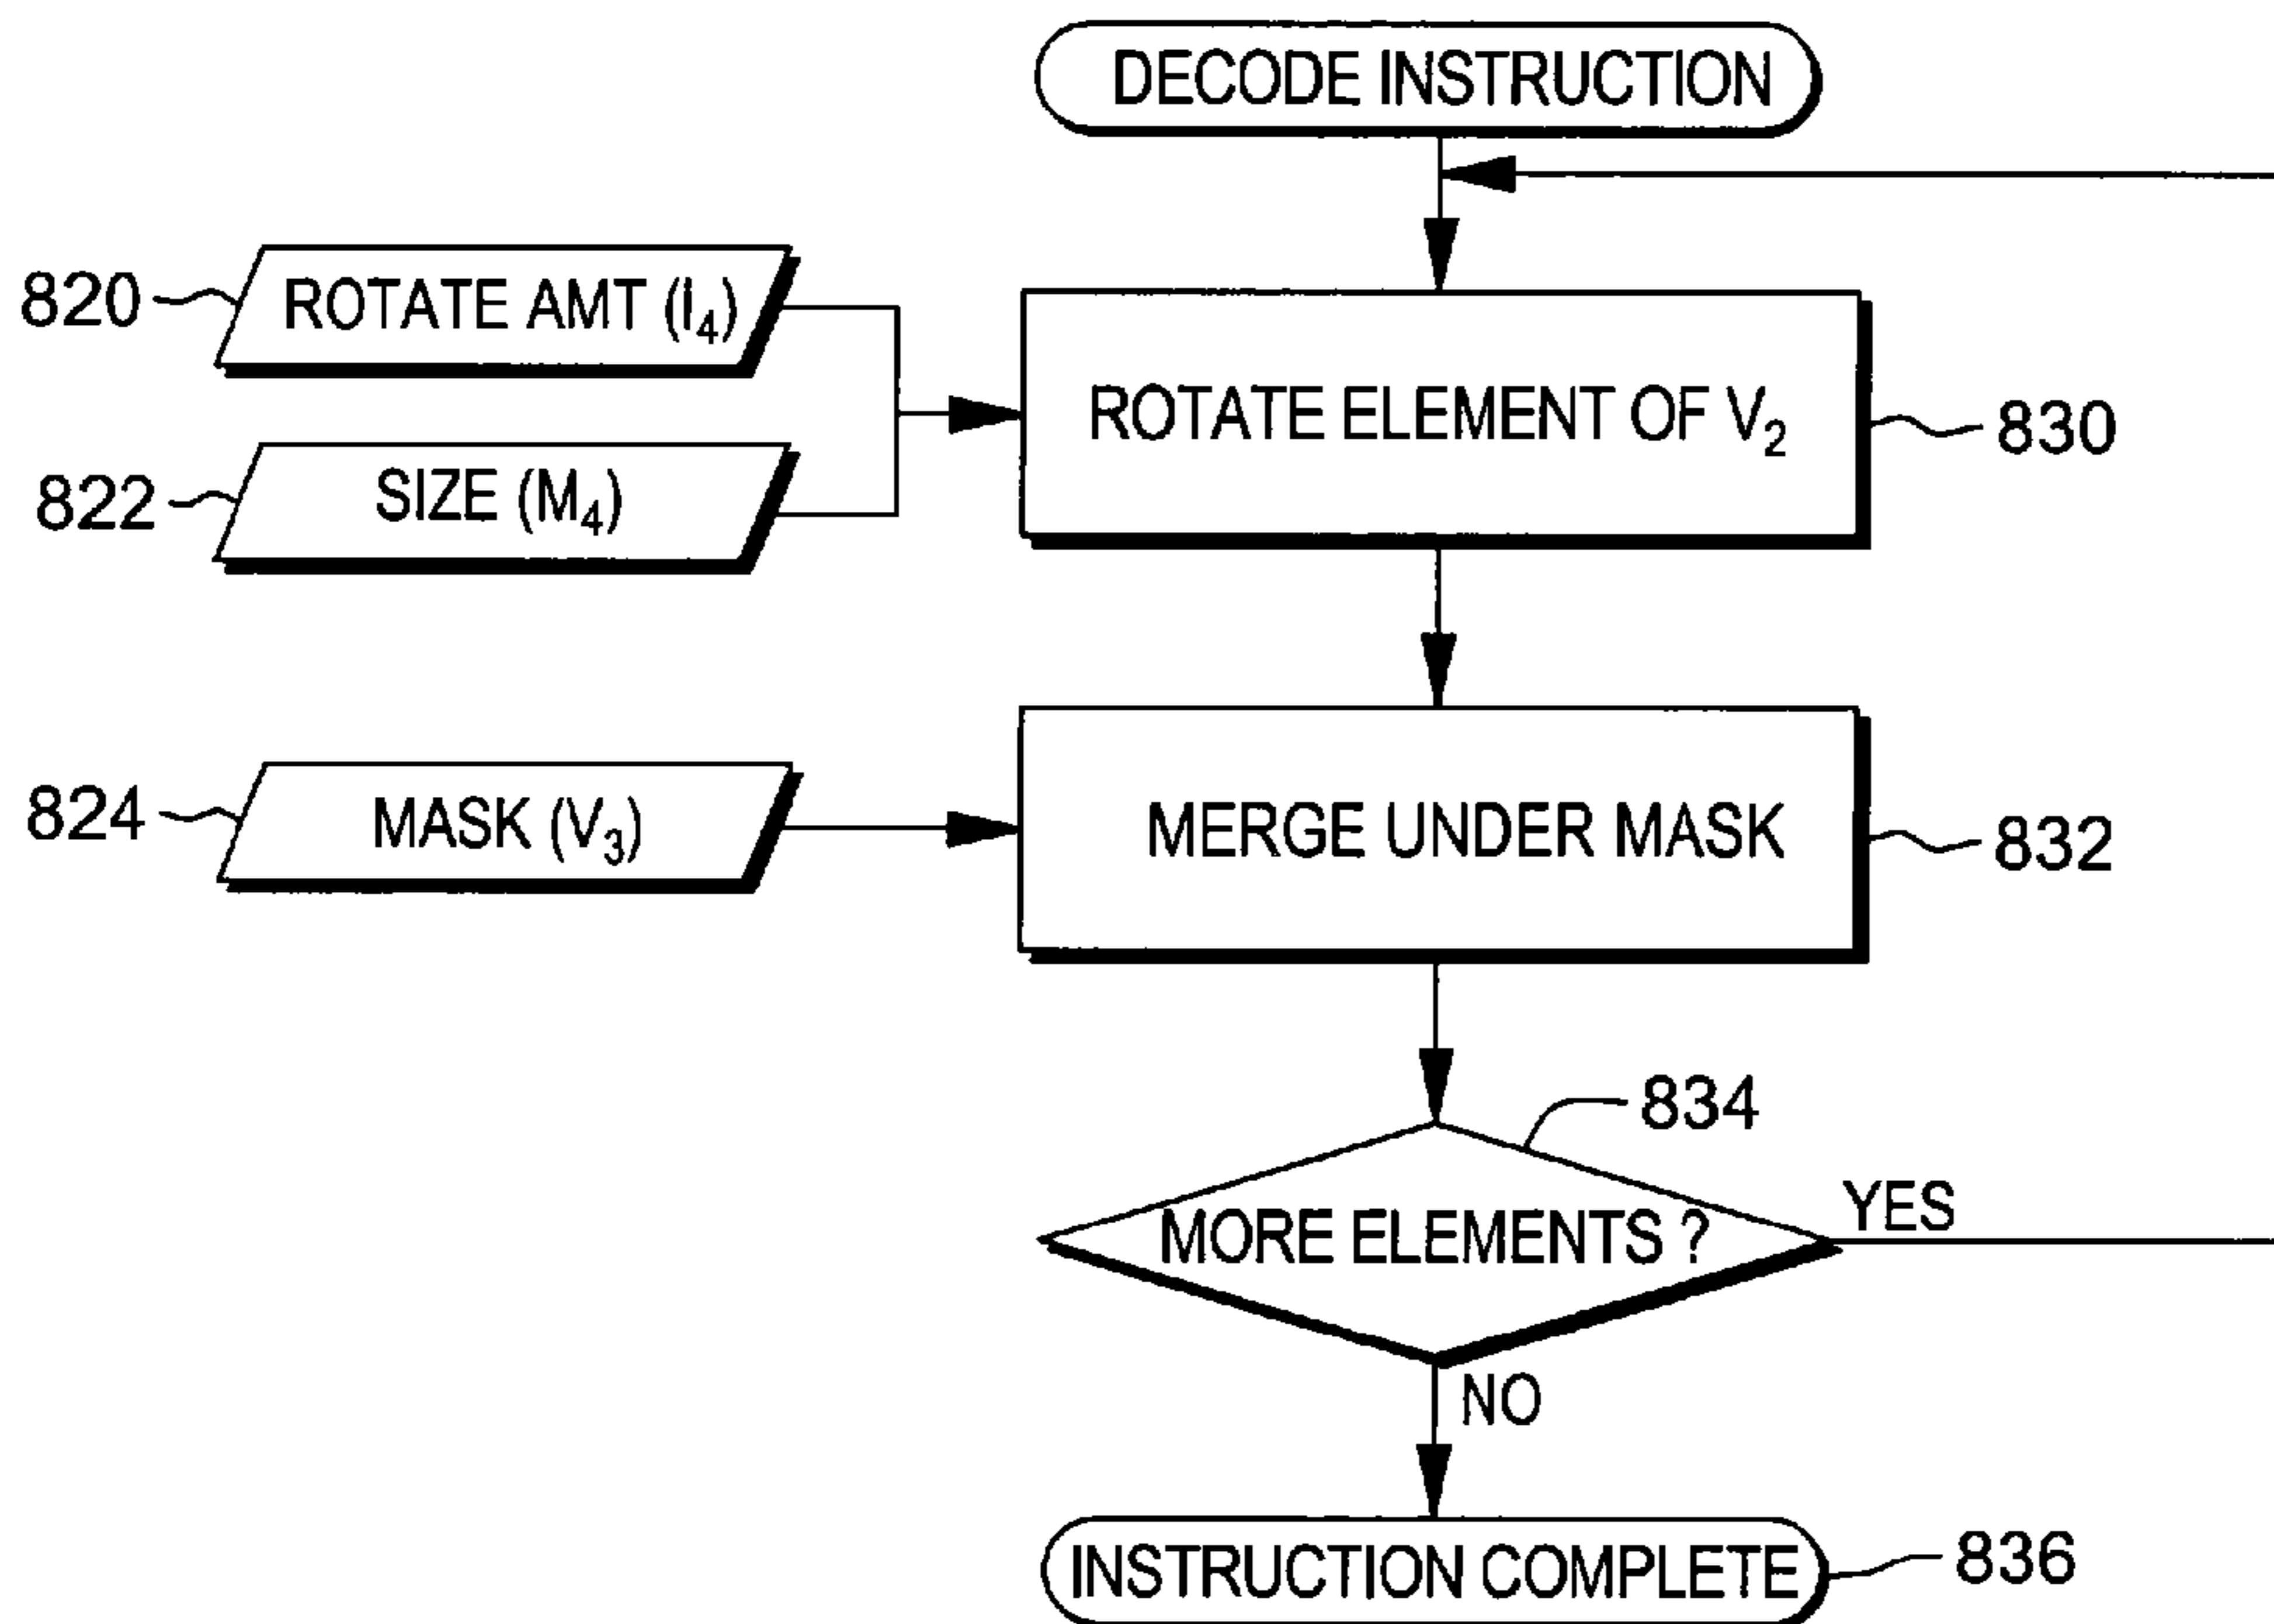 DECODE INSTRUCTION
820 ROTATE AMT (I₄)
ROTATE ELEMENT OF V₂ 830
822 SIZE (M₄)
824 MASK (V₃)
MERGE UNDER MASK 832
834
MORE ELEMENTS ?
YES
NO
INSTRUCTION COMPLETE 836